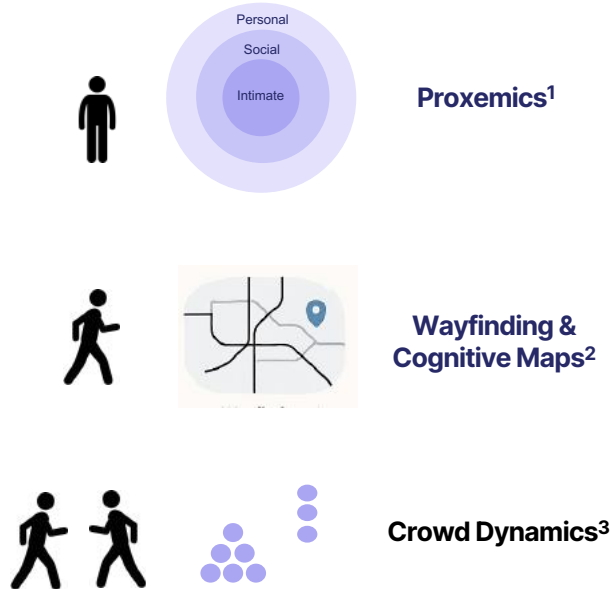 Personal
Social
Intimate
Proxemics¹
Wayfinding &
Cognitive Maps²
Crowd Dynamics³